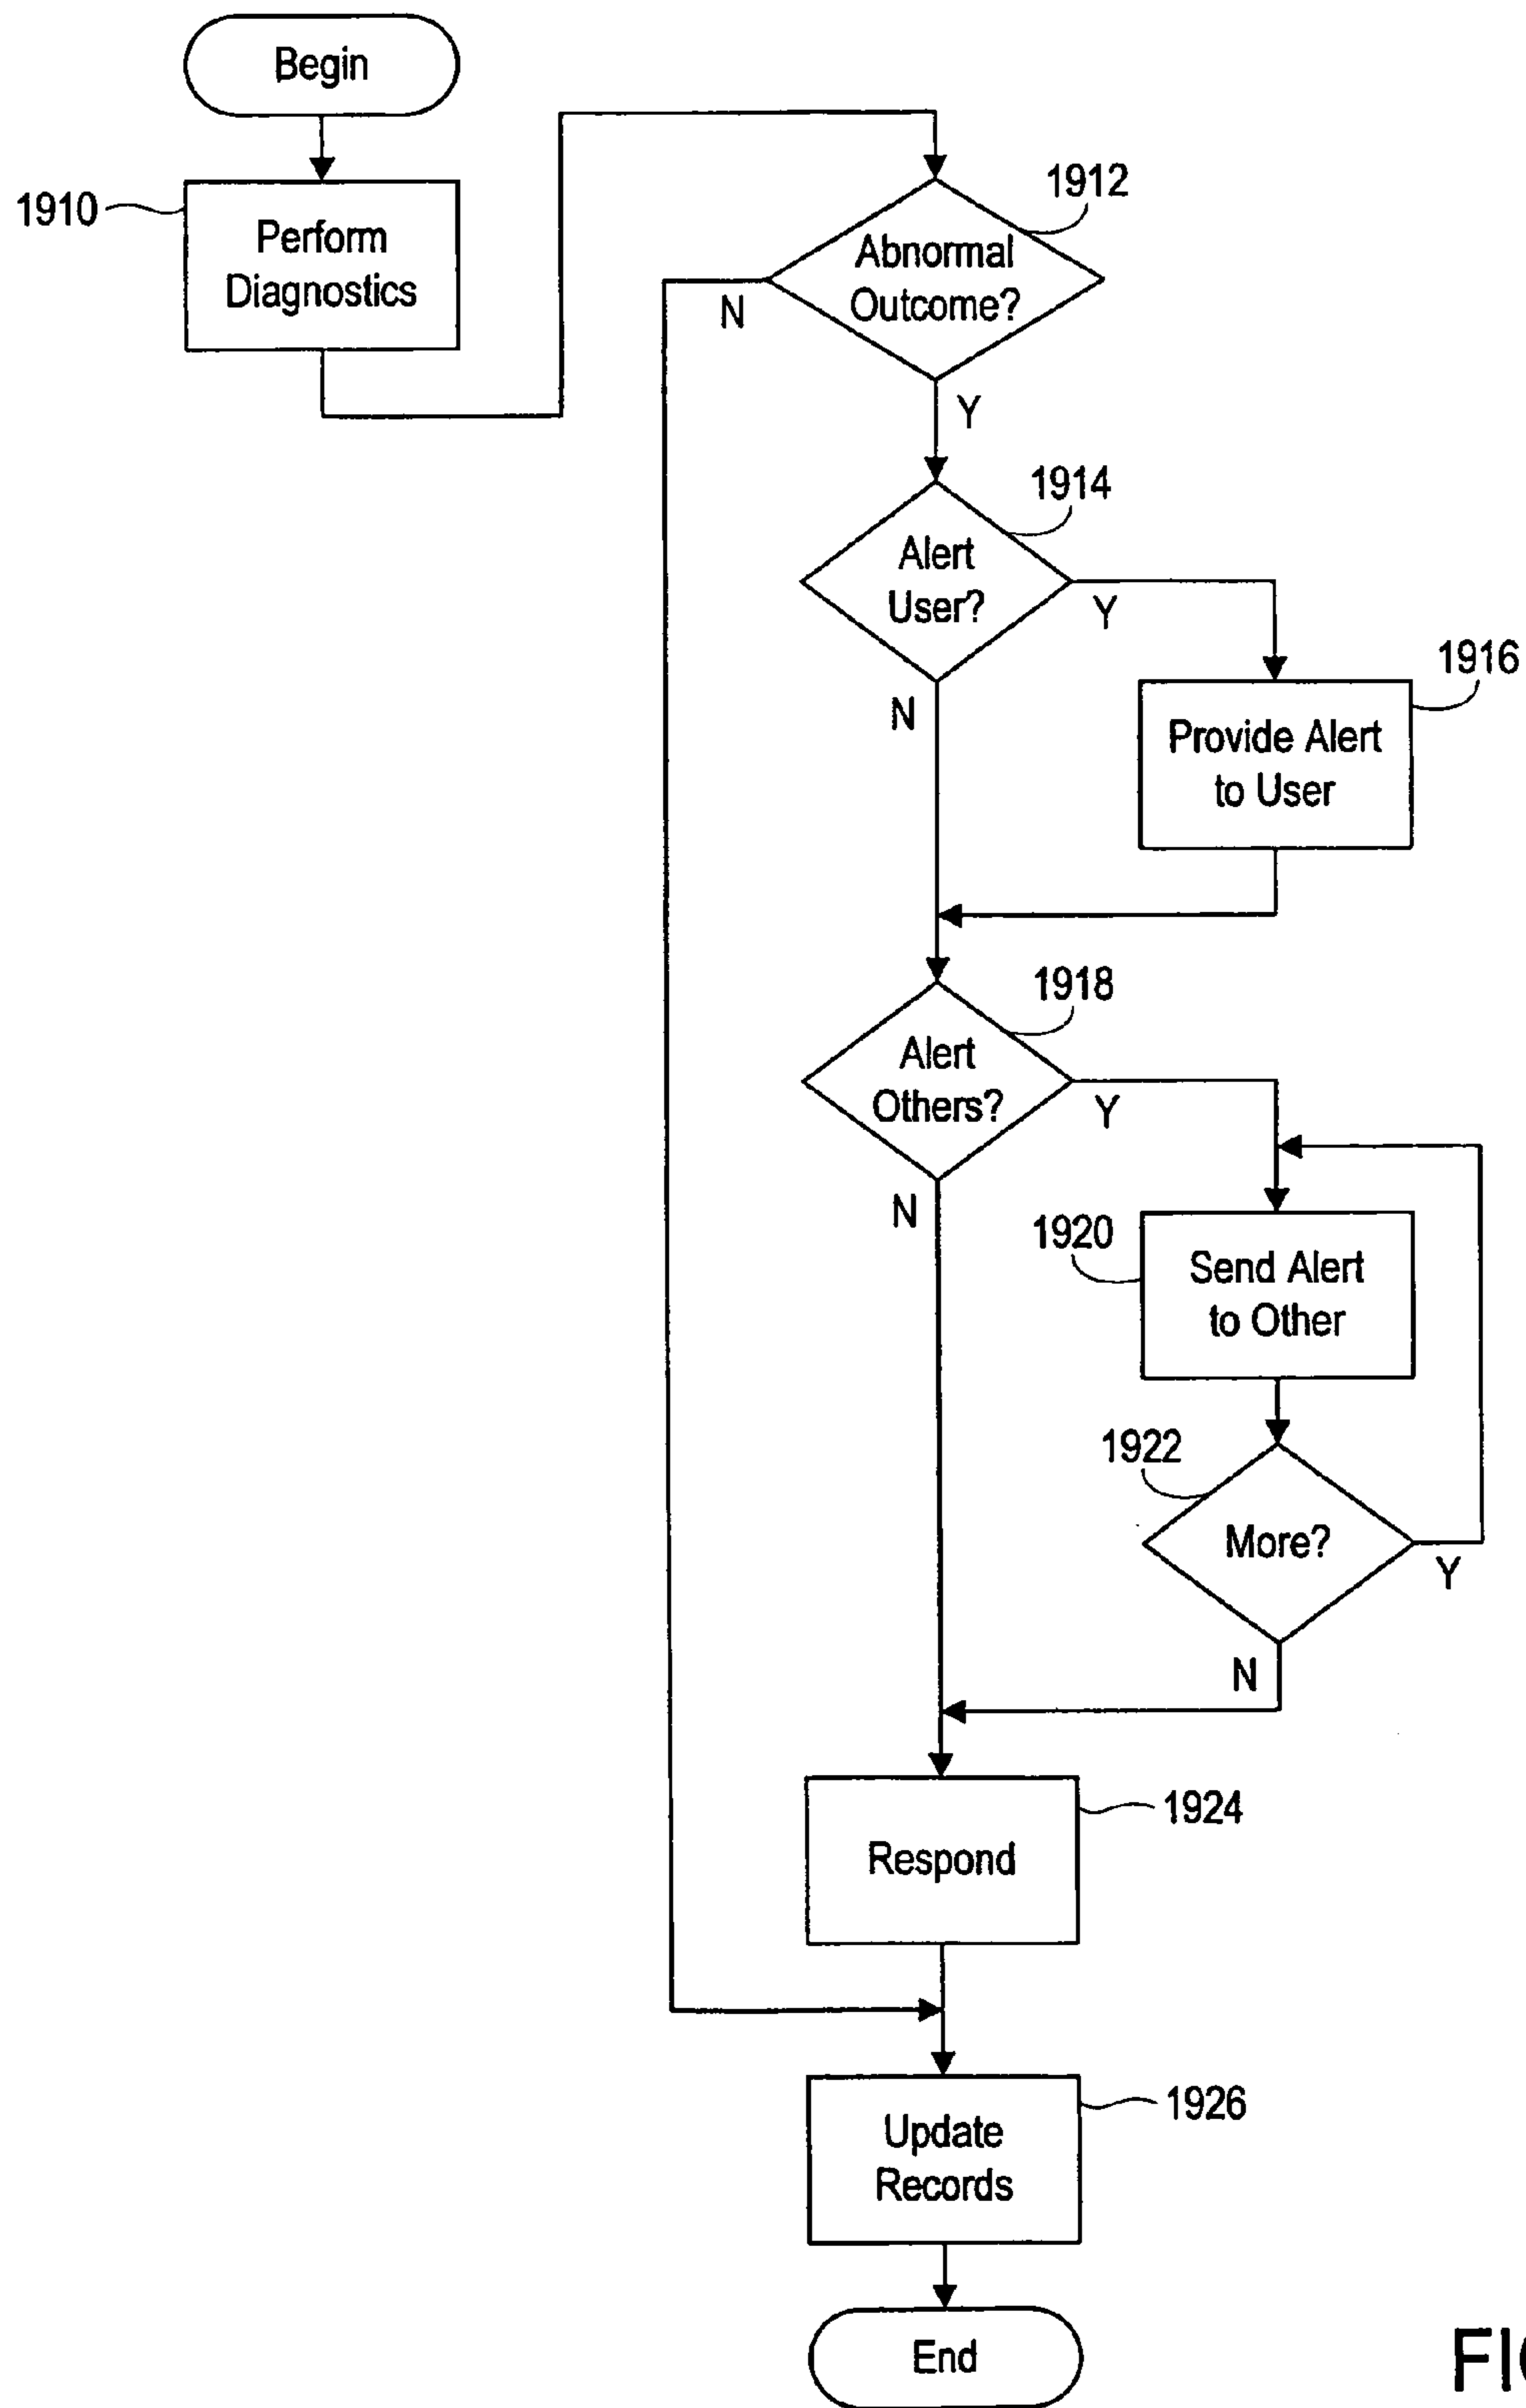 Begin
1910
Perform
Diagnostics
1912
Abnormal
Outcome?
N
Y
1914
Alert
User?
Y
N
1916
Provide Alert
to User
1918
Alert
Others?
Y
N
1920
Send Alert
to Other
1922
More?
Y
N
1924
Respond
1926
Update
Records
End